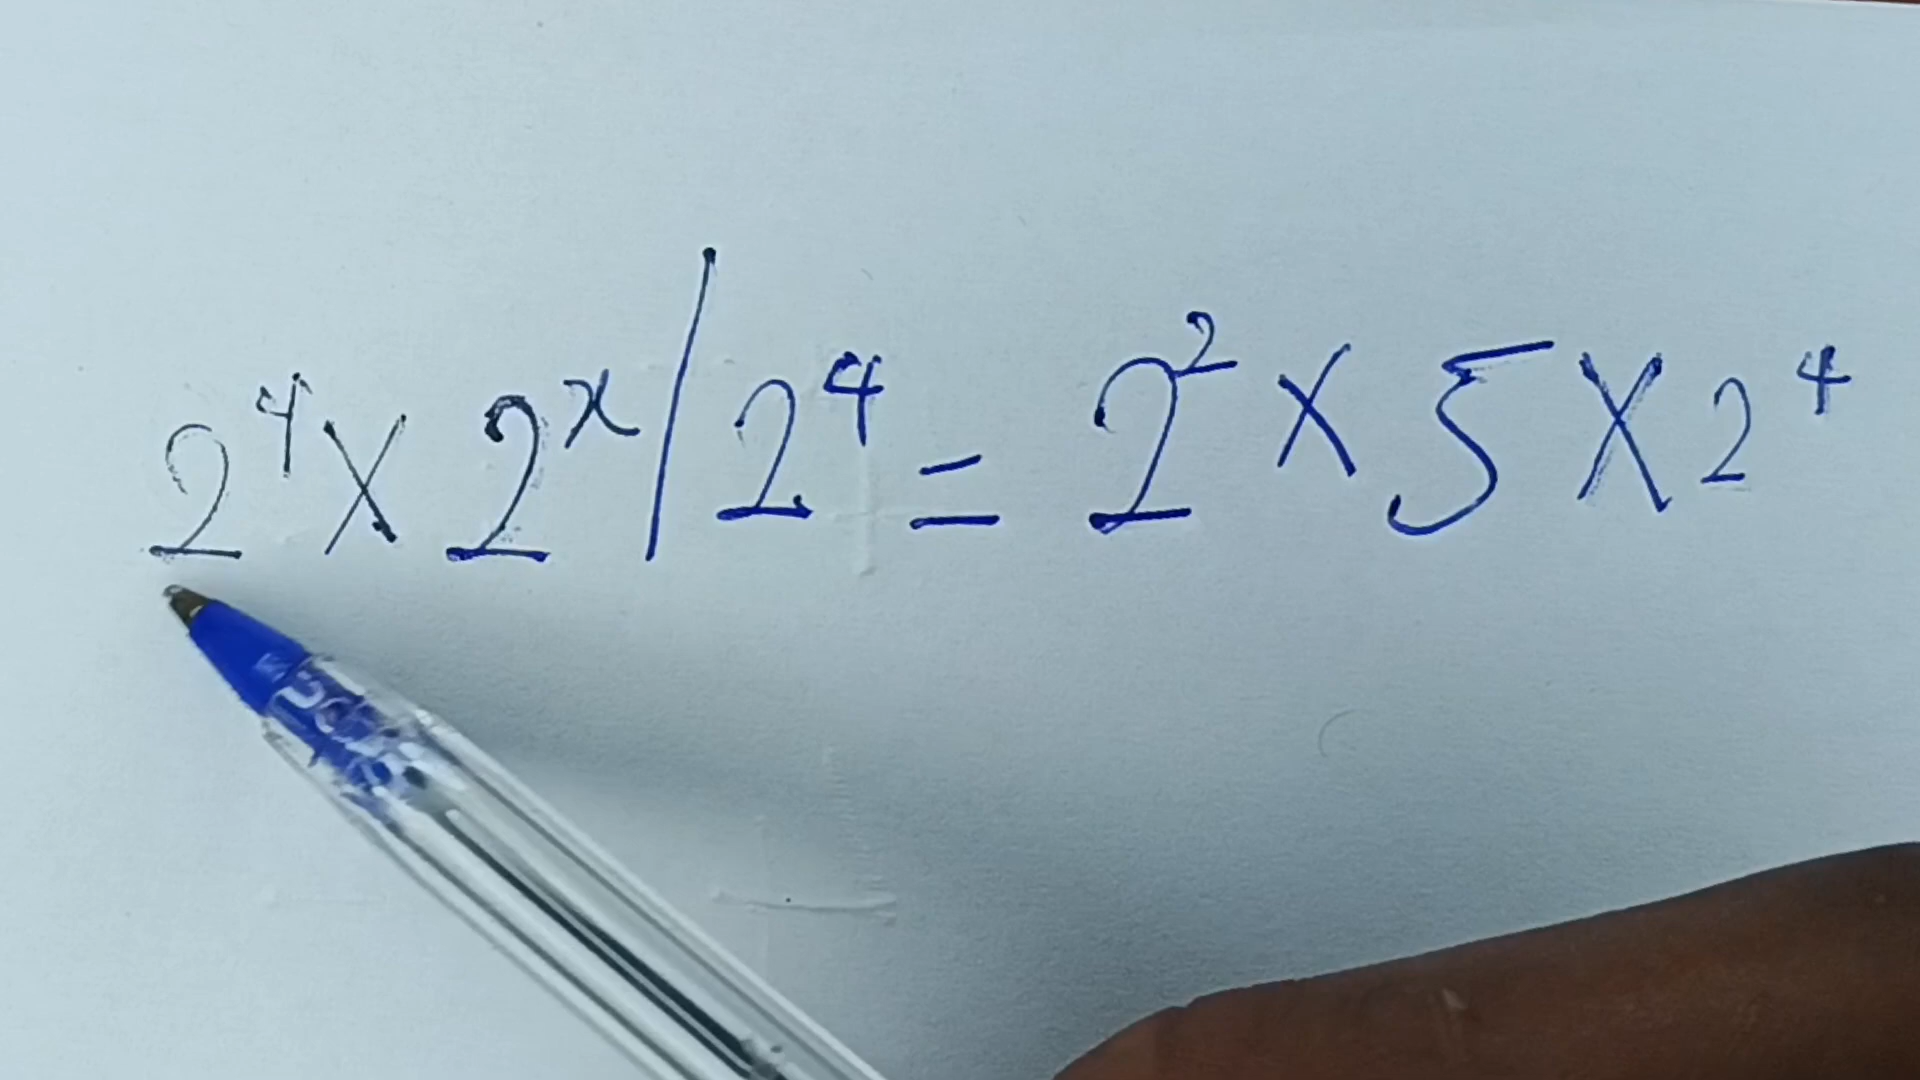 2⁴ × 2ˣ / 2⁴ = 2² × 5 × 2⁴